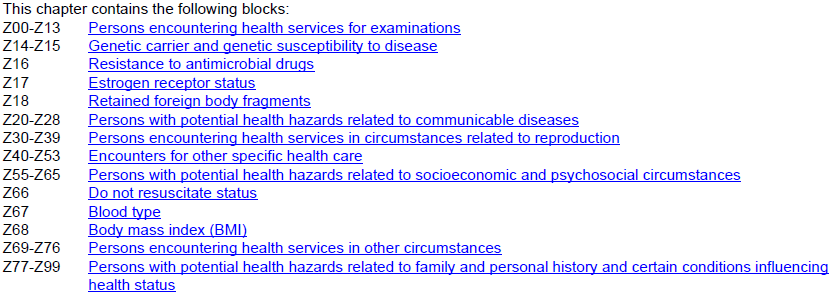 This chapter contains the following blocks:
Z00-Z13 Persons encountering health services for examinations
Z14-Z15 Genetic carrier and genetic susceptibility to disease
Z16 Resistance to antimicrobial drugs
Z17 Estrogen receptor status
Z18 Retained foreign body fragments
Z20-Z28 Persons with potential health hazards related to communicable diseases
Z30-Z39 Persons encountering health services in circumstances related to reproduction
Z40-Z53 Encounters for other specific health care
Z55-Z65 Persons with potential health hazards related to socioeconomic and psychosocial circumstances
Z66 Do not resuscitate status
Z67 Blood type
Z68 Body mass index (BMI)
Z69-Z76 Persons encountering health services in other circumstances
Z77-Z99 Persons with potential health hazards related to family and personal history and certain conditions influencing
health status